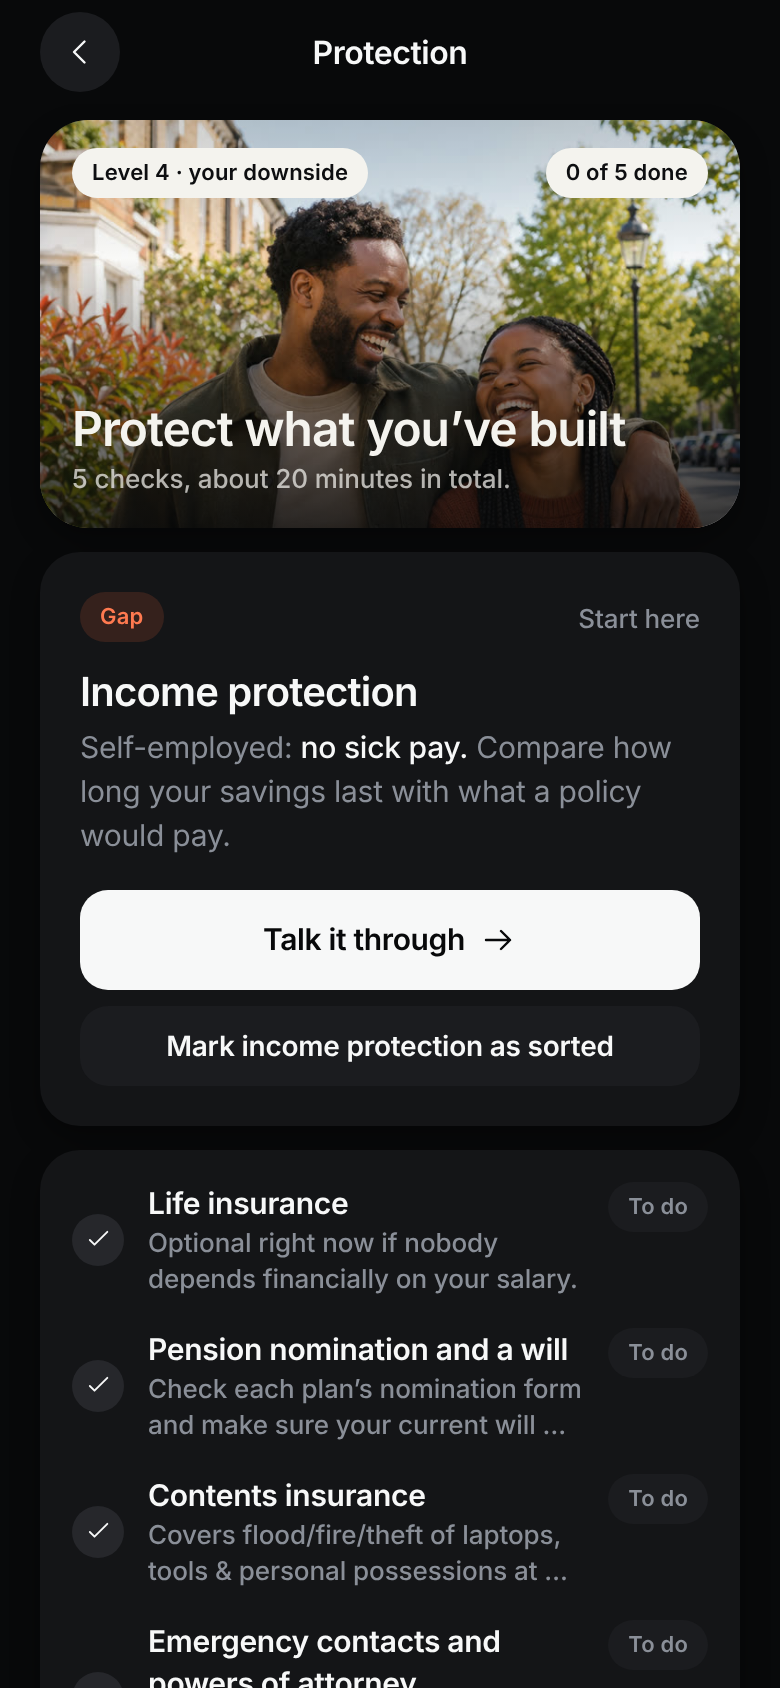 Protection
Level 4 · your downside
0 of 5 done
Protect what you’ve built
5 checks, about 20 minutes in total.
Gap
Start here
Income protection
Self-employed: no sick pay. Compare how
long your savings last with what a policy
would pay.
Talk it through →
Mark income protection as sorted
Life insurance
To do
Optional right now if nobody
depends financially on your salary.
Pension nomination and a will
To do
Check each plan’s nomination form
and make sure your current will ...
Contents insurance
To do
Covers flood/fire/theft of laptops,
tools & personal possessions at ...
Emergency contacts and
To do
powers of attorney